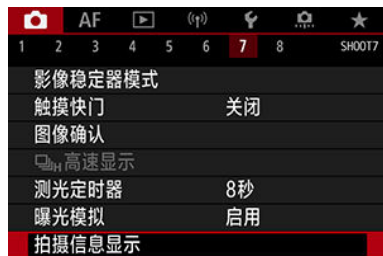 AF
1 2 3 4 5 6 7 8 SHOOT7
影像稳定器模式
触摸快门 关闭
图像确认
H高速显示
测光定时器 8秒
曝光模拟 启用
拍摄信息显示